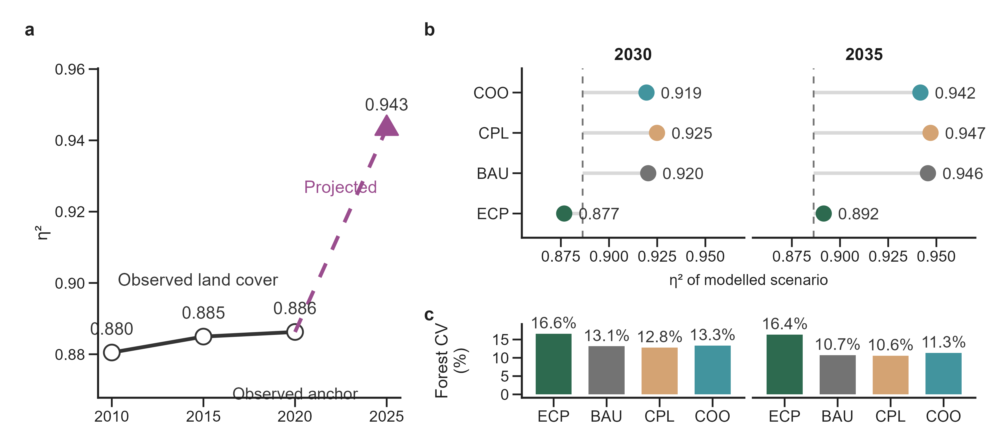 a
0.96
0.94
0.92
0.90
0.88
η²
0.943
Projected
Observed land cover
0.880
0.885
0.886
Observed anchor
2010 2015 2020 2025
b
2030 2035
COO 0.919 0.942
CPL 0.925 0.947
BAU 0.920 0.946
ECP 0.877 0.892
0.875 0.900 0.925 0.950 0.875 0.900 0.925 0.950
η² of modelled scenario
c
Forest CV
(%)
15
10
5
0
16.6% 13.1% 12.8% 13.3% 16.4% 10.7% 10.6% 11.3%
ECP BAU CPL COO ECP BAU CPL COO